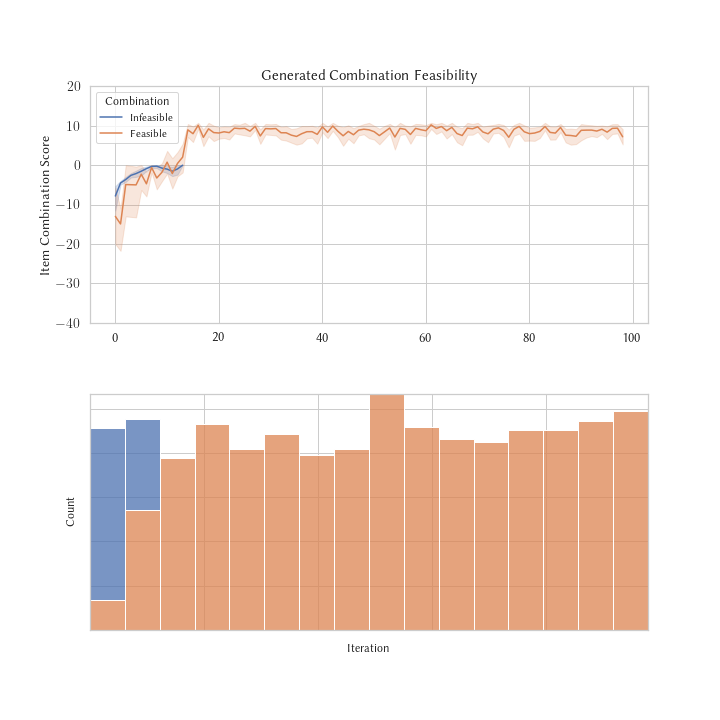 Generated Combination Feasibility
Item Combination Score
20
10
0
−10
−20
−30
−40
Combination
Infeasible
Feasible
0 20 40 60 80 100
Count
Iteration